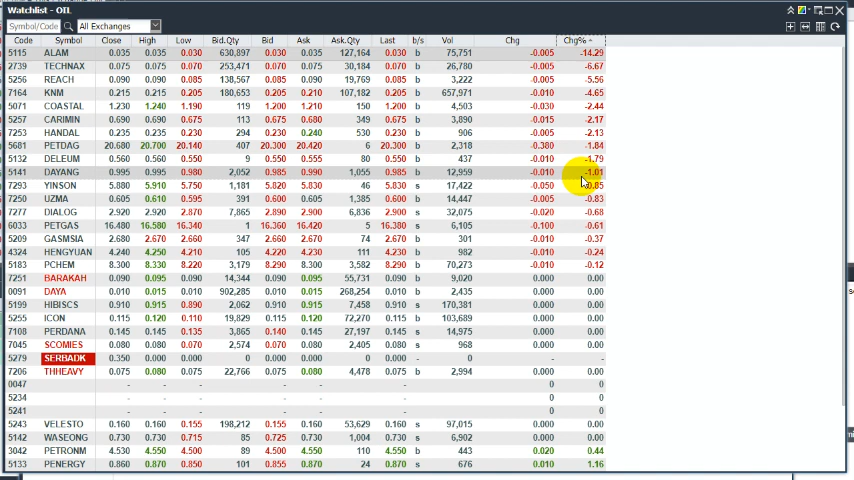 Watchlist - OIL
Symbol/Code All Exchanges
Code Symbol Close High Low Bid.Qty Bid Ask Ask.Qty Last b/s Vol Chg Chg%
5115 ALAM 0.035 0.035 0.030 630,897 0.030 0.035 127,164 0.030 b 75,751 -0.005 -14.29
2739 TECHNAX 0.075 0.075 0.070 253,471 0.070 0.075 30,184 0.070 b 26,780 -0.005 -6.67
5256 REACH 0.090 0.090 0.085 138,567 0.085 0.090 19,769 0.085 b 3,222 -0.005 -5.56
7164 KNM 0.215 0.215 0.205 180,653 0.205 0.210 107,182 0.205 b 657,971 -0.010 -4.65
5071 COASTAL 1.230 1.240 1.190 119 1.200 1.210 150 1.200 b 4,503 -0.030 -2.44
5257 CARIMIN 0.690 0.690 0.675 113 0.675 0.680 349 0.675 b 3,890 -0.015 -2.17
7253 HANDAL 0.235 0.235 0.230 294 0.230 0.240 530 0.230 b 906 -0.005 -2.13
5681 PETDAG 20.680 20.700 20.140 407 20.300 20.420 6 20.300 b 2,318 -0.380 -1.84
5132 DELEUM 0.560 0.560 0.550 9 0.550 0.555 80 0.550 b 437 -0.010 -1.79
5141 DAYANG 0.995 0.995 0.980 2,052 0.985 0.990 1,055 0.985 b 12,959 -0.010 -1.01
7293 YINSON 5.880 5.910 5.750 1,181 5.820 5.830 46 5.830 s 17,422 -0.050 -0.85
7250 UZMA 0.605 0.610 0.595 391 0.600 0.605 1,385 0.600 s 14,447 -0.005 -0.83
7277 DIALOG 2.920 2.920 2.870 7,865 2.890 2.900 6,836 2.900 s 32,075 -0.020 -0.68
6033 PETGAS 16.480 16.580 16.340 1 16.360 16.420 5 16.380 s 6,105 -0.100 -0.61
5209 GASMSIA 2.680 2.670 2.660 347 2.660 2.670 74 2.670 b 301 -0.010 -0.37
4324 HENGYUAN 4.240 4.250 4.210 105 4.220 4.230 111 4.230 b 982 -0.010 -0.24
5183 PCHEM 8.300 8.330 8.220 3,179 8.290 8.300 3,582 8.290 b 70,273 -0.010 -0.12
7251 BARAKAH 0.090 0.095 0.090 14,344 0.090 0.095 55,731 0.090 b 9,020 0.000 0.00
0091 DAYA 0.010 0.015 0.010 902,285 0.010 0.015 268,254 0.010 b 2,435 0.000 0.00
5199 HIBISCS 0.910 0.915 0.890 2,062 0.910 0.915 7,458 0.910 s 170,381 0.000 0.00
5255 ICON 0.115 0.120 0.110 19,829 0.115 0.120 72,270 0.115 b 103,689 0.000 0.00
7108 PERDANA 0.145 0.145 0.135 3,865 0.140 0.145 27,197 0.145 s 14,975 0.000 0.00
7045 SCOMIES 0.080 0.080 0.070 2,574 0.070 0.080 2,405 0.080 s 968 0.000 0.00
5279 SERBADK 0.350 0.000 0.000 0 0.000 0.000 0 0.000 - 0 - -
7206 THHEAVY 0.075 0.080 0.075 22,766 0.075 0.080 4,478 0.075 b 2,994 0.000 0.00
0047 - - - - - - - 0 0
5234 - - - - - - - 0 0
5241 - - - - - - - 0 0
5243 VELESTO 0.160 0.160 0.155 198,212 0.155 0.160 53,629 0.160 s 97,015 0.000 0.00
5142 WASEONG 0.730 0.730 0.715 85 0.725 0.730 1,004 0.730 s 6,902 0.000 0.00
3042 PETRONM 4.530 4.550 4.500 89 4.500 4.550 110 4.550 b 443 0.020 0.44
5133 PENERGY 0.860 0.870 0.850 101 0.855 0.870 24 0.870 s 676 0.010 1.16